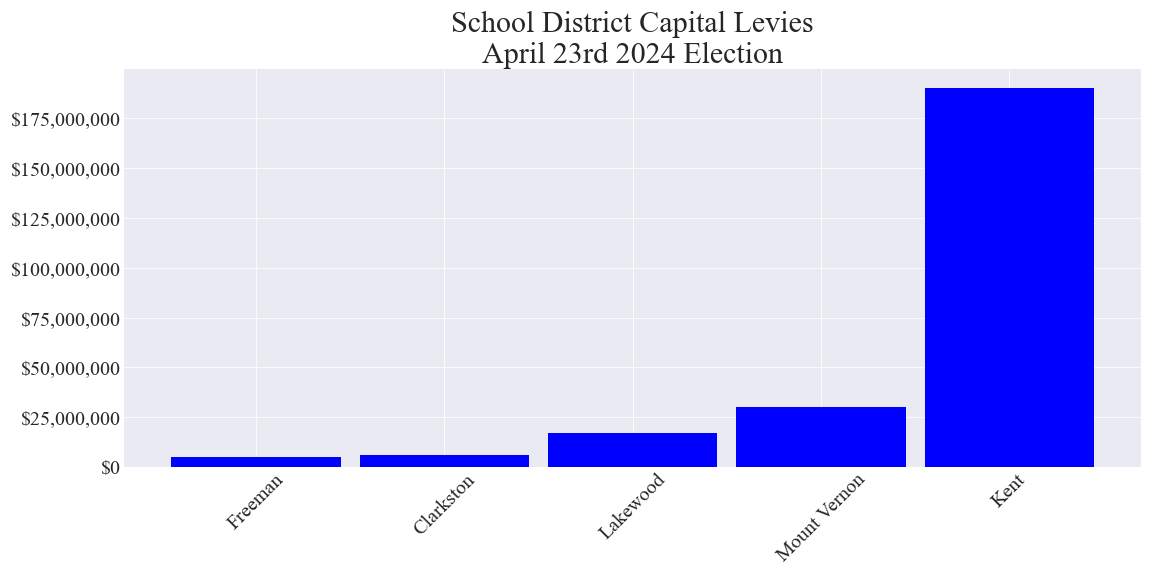 School District Capital Levies
April 23rd 2024 Election
$175,000,000
$150,000,000
$125,000,000
$100,000,000
$75,000,000
$50,000,000
$25,000,000
$0
Freeman
Clarkston
Lakewood
Mount Vernon
Kent